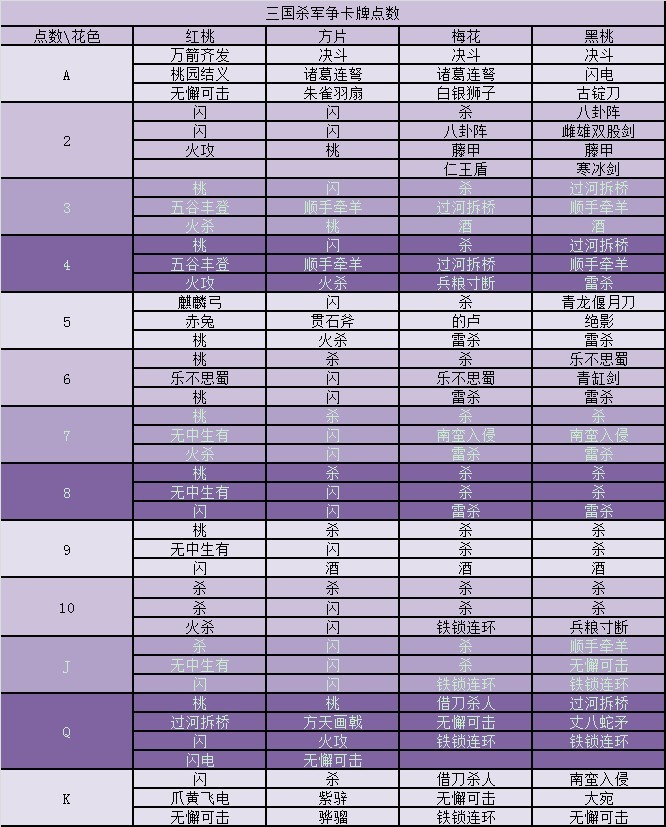 三国杀军争卡牌点数
点数\花色 红桃 方片 梅花 黑桃
A
万箭齐发 决斗 决斗 决斗
桃园结义 诸葛连弩 诸葛连弩 闪电
无懈可击 朱雀羽扇 白银狮子 古锭刀
2
闪 闪 杀 八卦阵
闪 闪 八卦阵 雌雄双股剑
火攻 桃 藤甲 藤甲
仁王盾 寒冰剑
3
桃 闪 杀 过河拆桥
五谷丰登 顺手牵羊 过河拆桥 顺手牵羊
火杀 桃 酒 酒
4
桃 闪 杀 过河拆桥
五谷丰登 顺手牵羊 过河拆桥 顺手牵羊
火攻 火杀 兵粮寸断 雷杀
5
麒麟弓 闪 杀 青龙偃月刀
赤兔 贯石斧 的卢 绝影
桃 火杀 雷杀 雷杀
6
桃 杀 杀 乐不思蜀
乐不思蜀 闪 乐不思蜀 青缸剑
桃 闪 雷杀 雷杀
7
桃 杀 杀 杀
无中生有 闪 南蛮入侵 南蛮入侵
火杀 闪 雷杀 雷杀
8
桃 杀 杀 杀
无中生有 闪 杀 杀
闪 闪 雷杀 雷杀
9
桃 杀 杀 杀
无中生有 闪 杀 杀
闪 闪 酒 酒
10
杀 杀 杀 杀
杀 闪 杀 杀
火杀 闪 铁锁连环 兵粮寸断
J
杀 闪 杀 顺手牵羊
无中生有 闪 杀 无懈可击
闪 闪 铁锁连环 铁锁连环
Q
桃 桃 借刀杀人 过河拆桥
过河拆桥 方天画戟 无懈可击 丈八蛇矛
闪 火攻 铁锁连环 铁锁连环
闪电 无懈可击
K
闪 杀 借刀杀人 南蛮入侵
爪黄飞电 紫骍 无懈可击 大宛
无懈可击 骅骝 铁锁连环 无懈可击